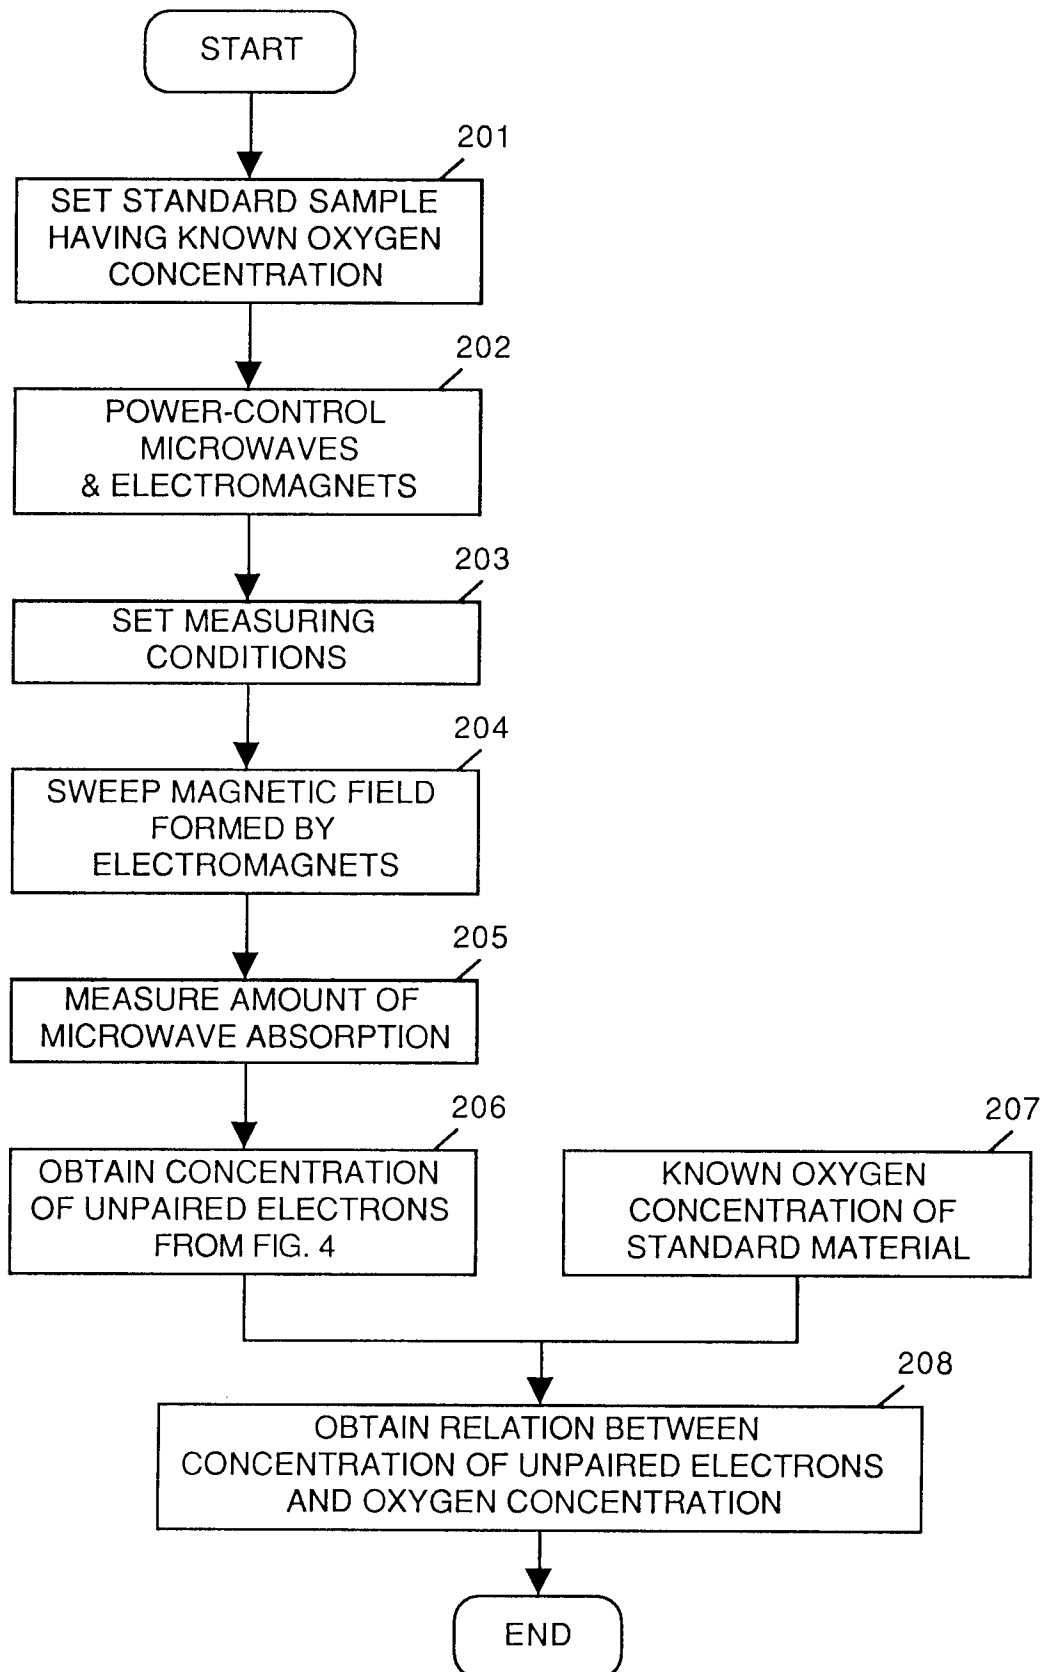 START
201
SET STANDARD SAMPLE
HAVING KNOWN OXYGEN
CONCENTRATION
202
POWER-CONTROL
MICROWAVES
& ELECTROMAGNETS
203
SET MEASURING
CONDITIONS
204
SWEEP MAGNETIC FIELD
FORMED BY
ELECTROMAGNETS
205
MEASURE AMOUNT OF
MICROWAVE ABSORPTION
206
OBTAIN CONCENTRATION
OF UNPAIRED ELECTRONS
FROM FIG. 4
207
KNOWN OXYGEN
CONCENTRATION OF
STANDARD MATERIAL
208
OBTAIN RELATION BETWEEN
CONCENTRATION OF UNPAIRED ELECTRONS
AND OXYGEN CONCENTRATION
END